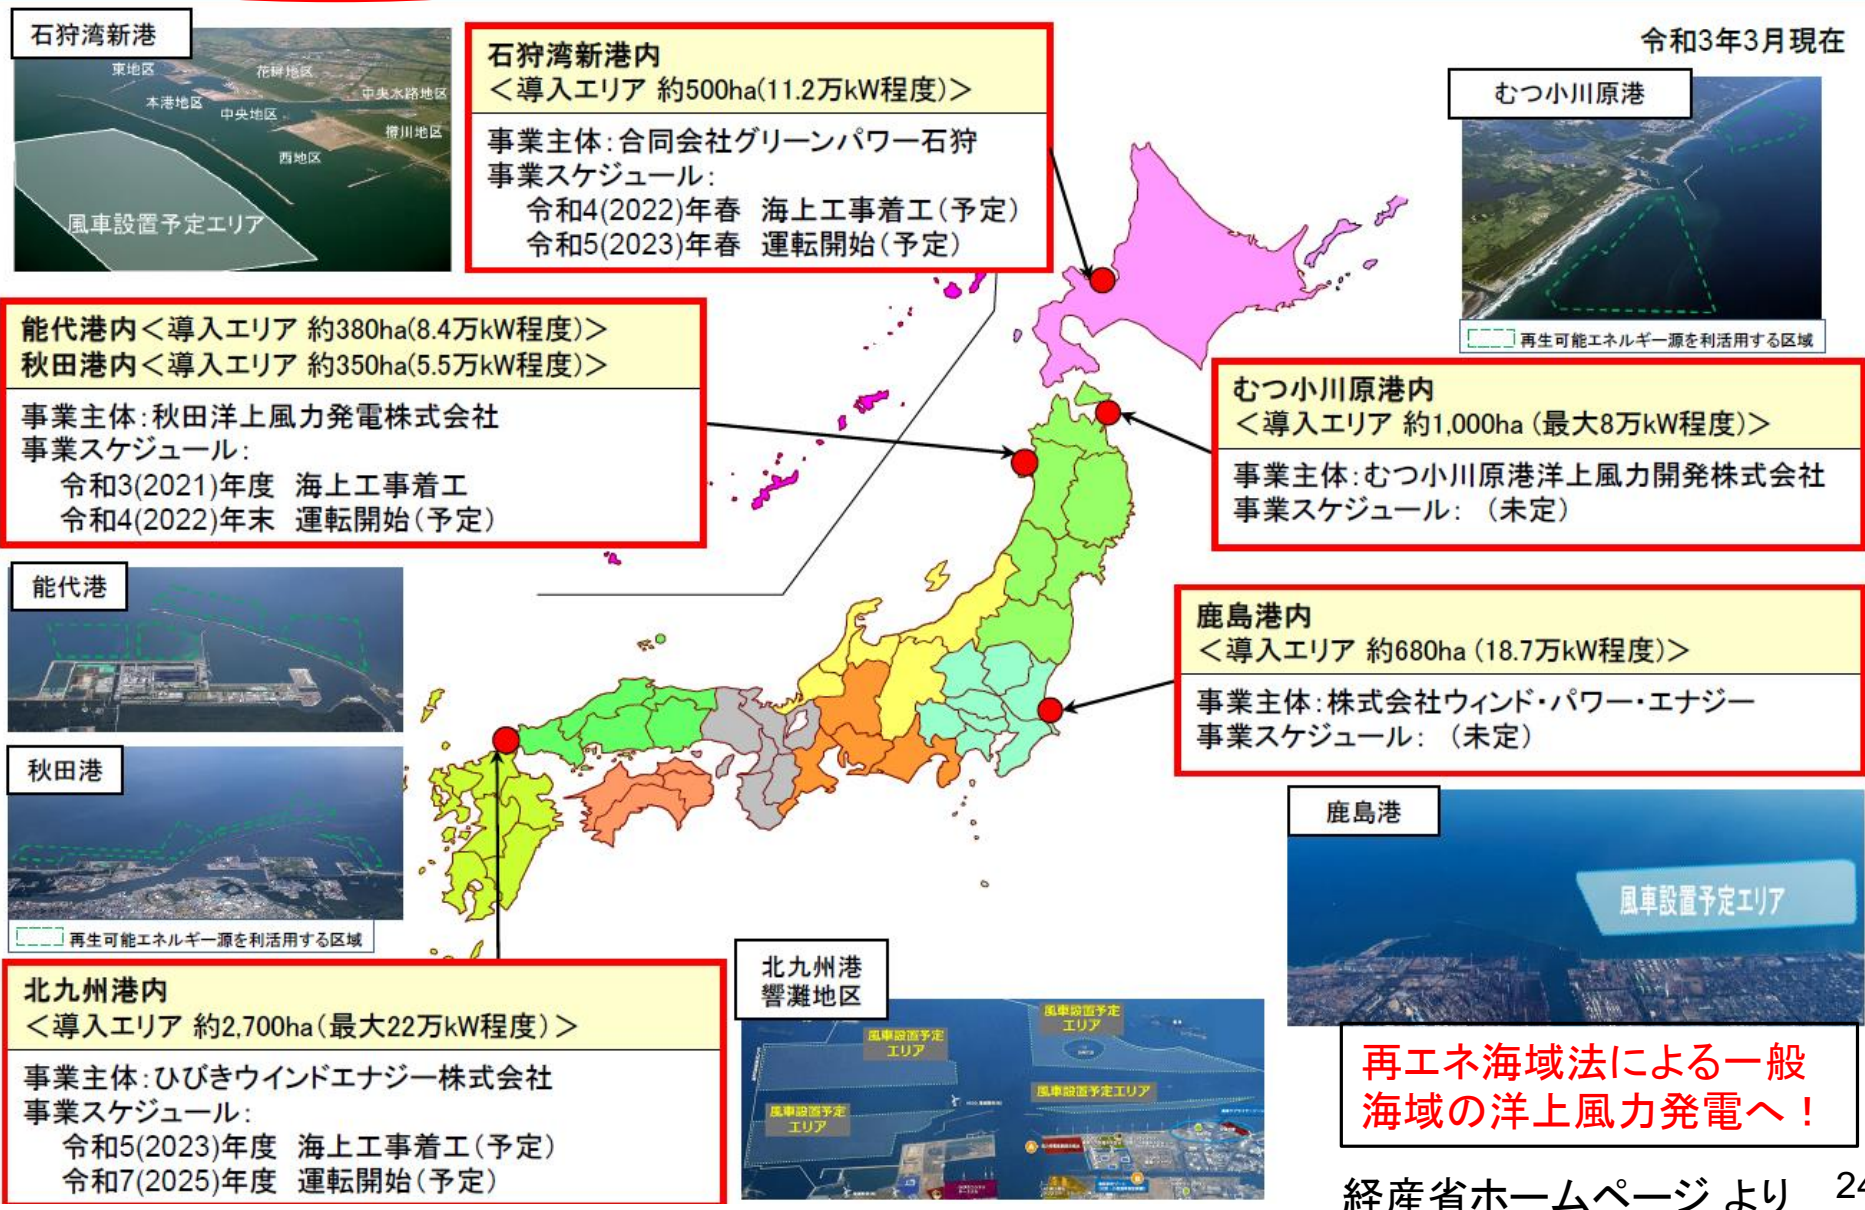 令和3年3月現在
石狩湾新港
東地区
花畔地区
本港地区
中央地区
中央水路地区
樽川地区
西地区
風車設置予定エリア
石狩湾新港内
＜導入エリア 約500ha(11.2万kW程度)＞
事業主体：合同会社グリーンパワー石狩
事業スケジュール：
令和4(2022)年春 海上工事着工（予定）
令和5(2023)年春 運転開始（予定）
むつ小川原港
再生可能エネルギー源を利活用する区域
能代港内＜導入エリア 約380ha(8.4万kW程度)＞
秋田港内＜導入エリア 約350ha(5.5万kW程度)＞
事業主体：秋田洋上風力発電株式会社
事業スケジュール：
令和3(2021)年度 海上工事着工
令和4(2022)年末 運転開始（予定）
むつ小川原港内
＜導入エリア 約1,000ha（最大8万kW程度）＞
事業主体：むつ小川原港洋上風力開発株式会社
事業スケジュール：（未定）
能代港
秋田港
再生可能エネルギー源を利活用する区域
鹿島港内
＜導入エリア 約680ha（18.7万kW程度）＞
事業主体：株式会社ウィンド・パワー・エナジー
事業スケジュール：（未定）
鹿島港
風車設置予定エリア
北九州港内
＜導入エリア 約2,700ha（最大22万kW程度）＞
事業主体：ひびきウインドエナジー株式会社
事業スケジュール：
令和5(2023)年度 海上工事着工（予定）
令和7(2025)年度 運転開始（予定）
北九州港
響灘地区
風車設置予定
エリア
風車設置予定
エリア
風車設置予定エリア
風車設置予定
エリア
再エネ海域法による一般
海域の洋上風力発電へ！
経産省ホームページ より
24